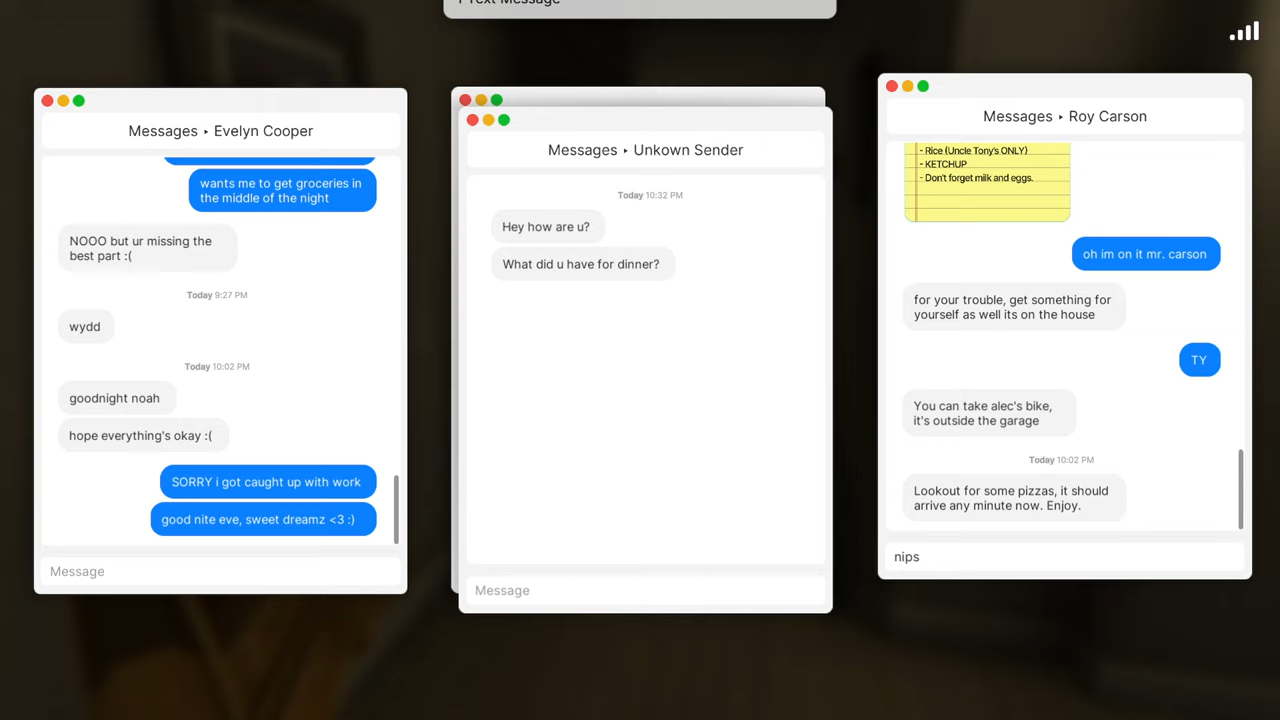 1 Text Message
Messages ▸ Evelyn Cooper
wants me to get groceries in
the middle of the night
NOOO but ur missing the
best part :(
Today 9:27 PM
wydd
Today 10:02 PM
goodnight noah
hope everything's okay :(
SORRY i got caught up with work
good nite eve, sweet dreamz <3 :)
Message
Messages ▸ Unkown Sender
Today 10:32 PM
Hey how are u?
What did u have for dinner?
Message
Messages ▸ Roy Carson
- Rice (Uncle Tony's ONLY)
- KETCHUP
- Don't forget milk and eggs.
oh im on it mr. carson
for your trouble, get something for
yourself as well its on the house
TY
You can take alec's bike,
it's outside the garage
Today 10:02 PM
Lookout for some pizzas, it should
arrive any minute now. Enjoy.
nips